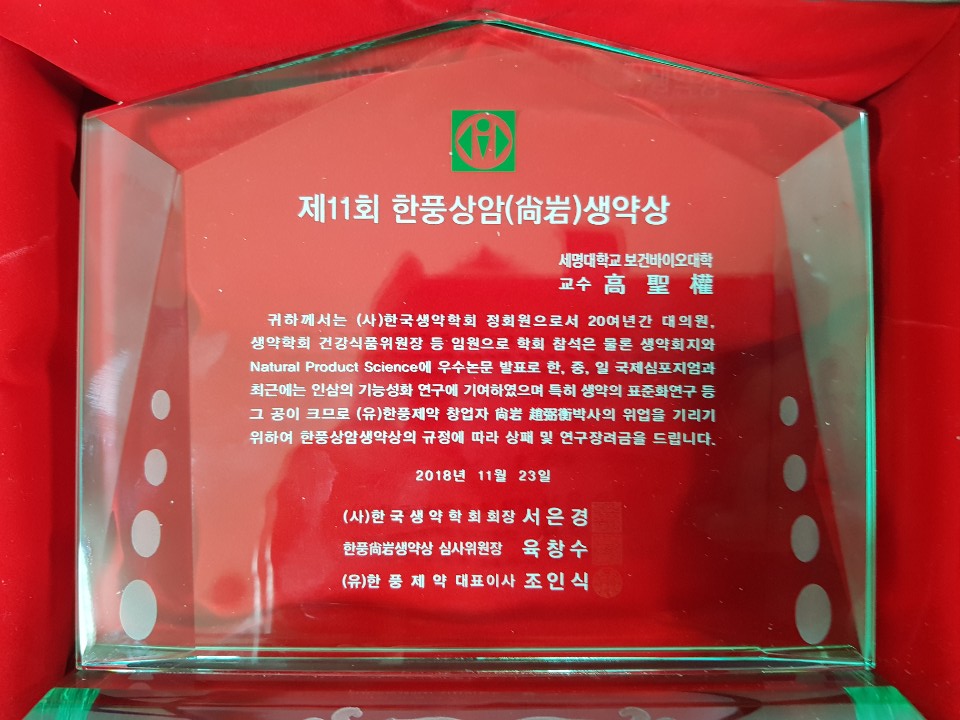 제11회 한풍상암(尙岩)생약상
세명대학교 보건바이오대학
교수 高 聖 權
귀하께서는 (사)한국생약학회 정회원으로서 20여년간 대의원,
생약학회 건강식품위원장 등 임원으로 학회 참석은 물론 생약회지와
Natural Product Science에 우수논문 발표로 한, 중, 일 국제심포지엄과
최근에는 인삼의 기능성화 연구에 기여하였으며 특히 생약의 표준화연구 등
그 공이 크므로 (유)한풍제약 창업자 尙岩 趙弼衡박사의 위업을 기리기
위하여 한풍상암생약상의 규정에 따라 상패 및 연구장려금을 드립니다.
2018년 11월 23일
(사)한국생약학회회장 서은경
한풍尙岩생약상 심사위원장 육창수
(유)한풍제약 대표이사 조인식